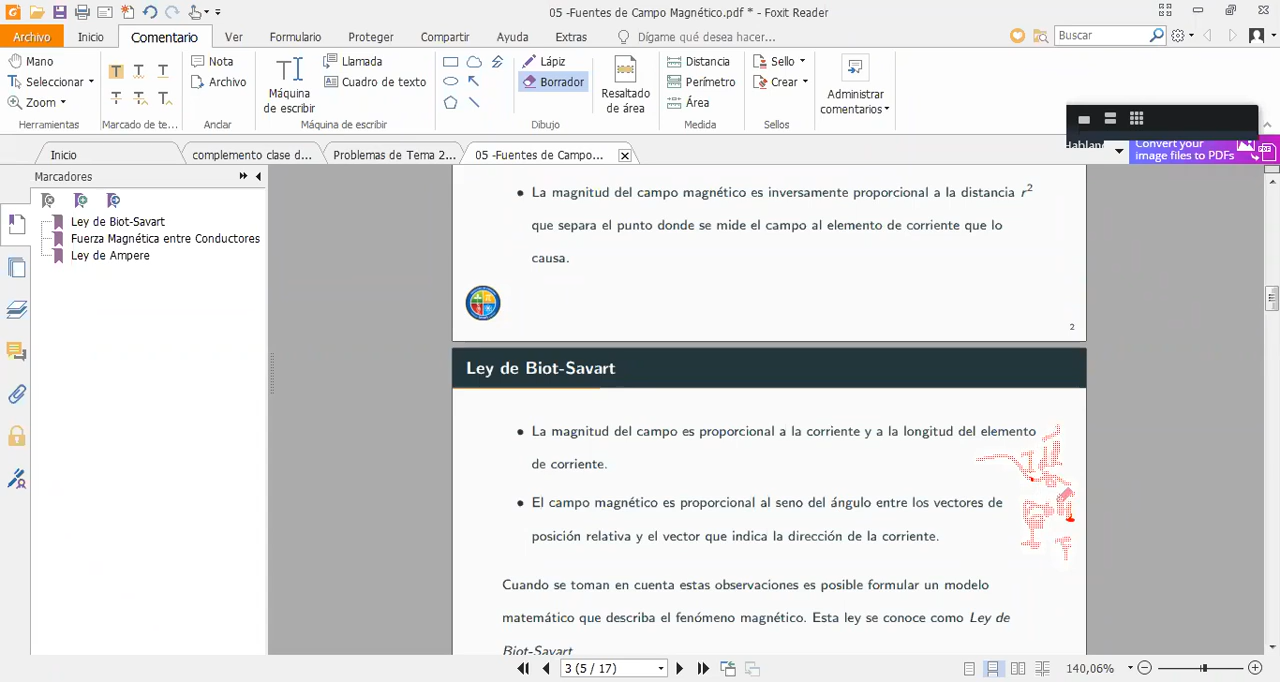 05 -Fuentes de Campo Magnético.pdf * - Foxit Reader
Archivo Inicio Comentario Ver Formulario Proteger Compartir Ayuda Extras Dígame qué desea hacer... Buscar
Mano
Seleccionar
Zoom
Herramientas
Marcado de te...
Nota
Archivo
Anclar
Máquina
de escribir
Llamada
Cuadro de texto
Máquina de escribir
Lápiz
Borrador
Dibujo
Resaltado
de área
Distancia
Perímetro
Área
Medida
Sello
Crear
Sellos
Administrar
comentarios
Convert your
image files to PDFs
Inicio complemento clase d... Problemas de Tema 2... 05 -Fuentes de Campo...
Marcadores
Ley de Biot-Savart
Fuerza Magnética entre Conductores
Ley de Ampere
• La magnitud del campo magnético es inversamente proporcional a la distancia r²
que separa el punto donde se mide el campo al elemento de corriente que lo
causa.
2
Ley de Biot-Savart
• La magnitud del campo es proporcional a la corriente y a la longitud del elemento
de corriente.
• El campo magnético es proporcional al seno del ángulo entre los vectores de
posición relativa y el vector que indica la dirección de la corriente.
Cuando se toman en cuenta estas observaciones es posible formular un modelo
matemático que describa el fenómeno magnético. Esta ley se conoce como Ley de
Biot-Savart
3 (5 / 17)
140,06%